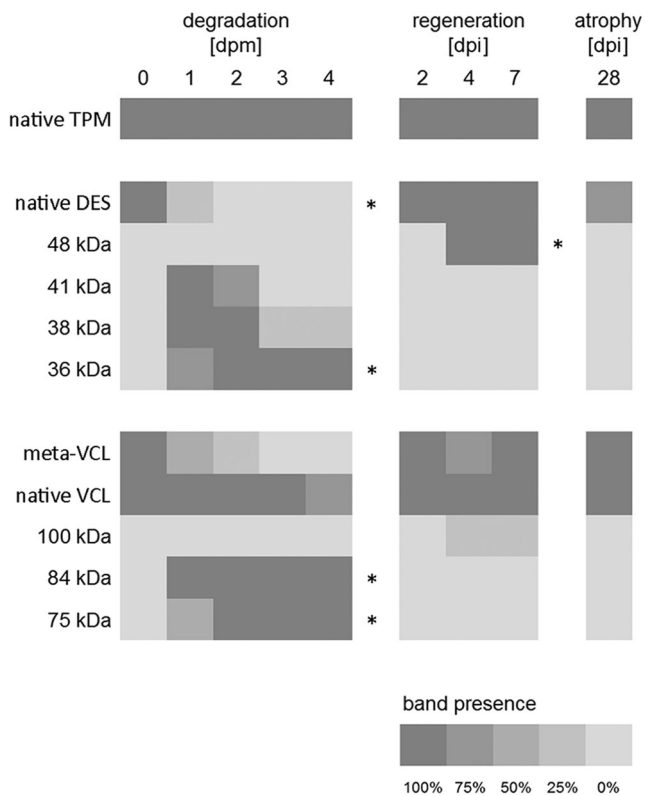 degradation regeneration atrophy
[dpm] [dpi] [dpi]
0 1 2 3 4 2 4 7 28
native TPM
native DES *
48 kDa *
41 kDa
38 kDa
36 kDa *
meta-VCL
native VCL
100 kDa
84 kDa *
75 kDa *
band presence
100% 75% 50% 25% 0%